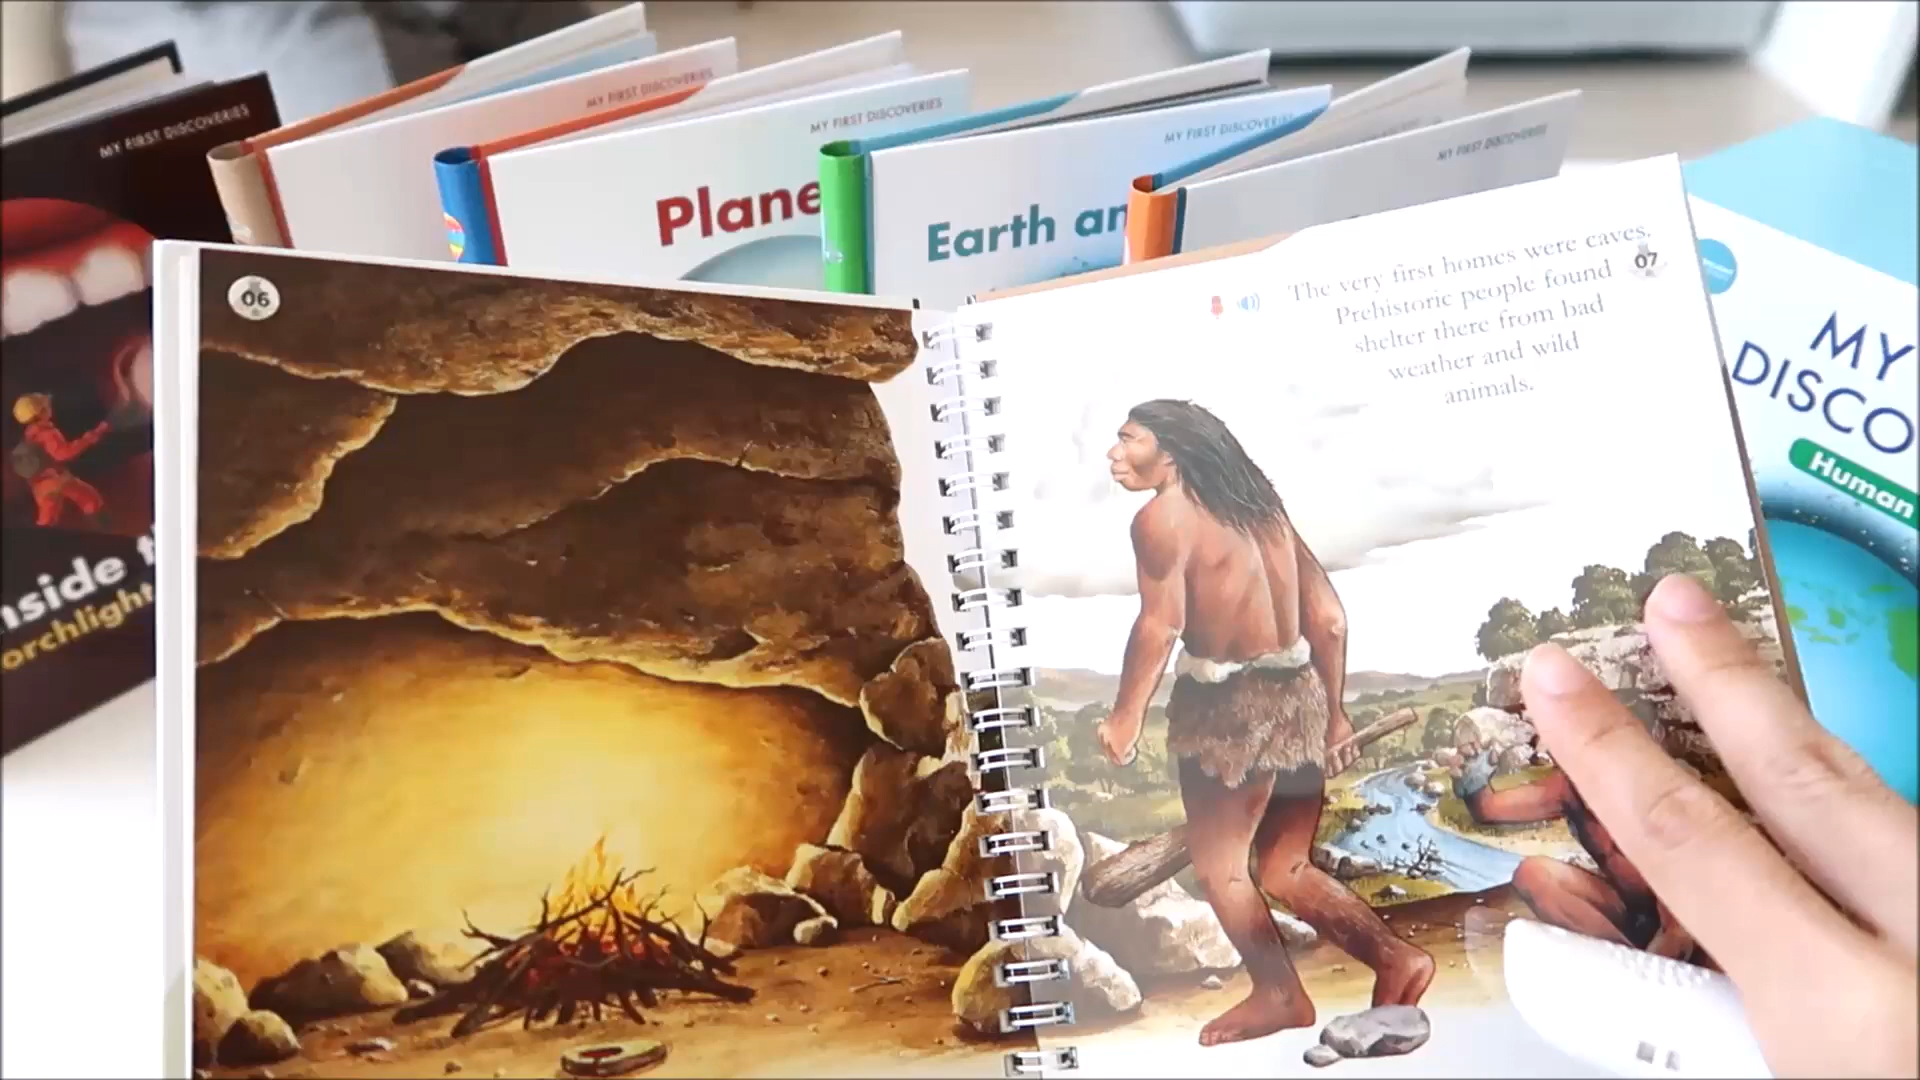 MY FIRST DISCOVERIES
MY FIRST DISCOVERIES
MY FIRST DISCOVERIES
MY FIRST DISCOVERIES
MY FIRST DISCOVERIES
Plane
Earth an
06
07
The very first homes were caves.
Prehistoric people found
shelter there from bad
weather and wild
animals.
nside t
orchlight
MY
DISCO
Human